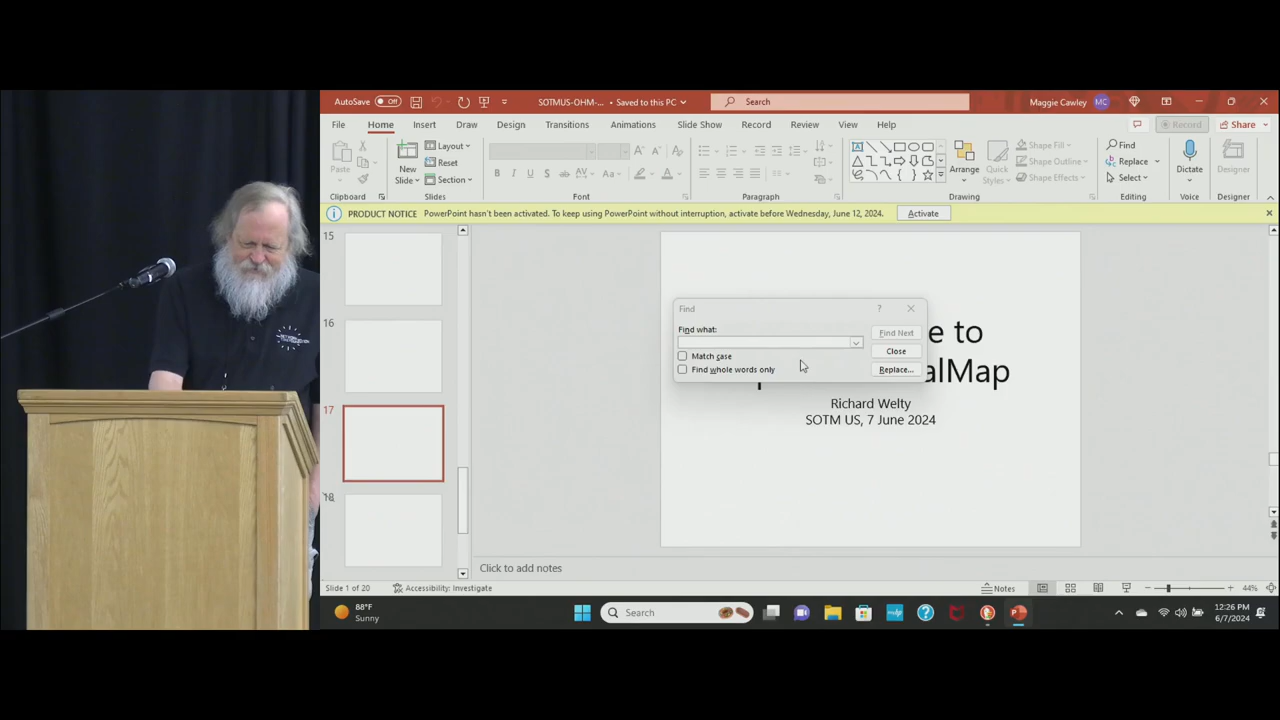 AutoSave Off SOTMUS-OHM-... • Saved to this PC Search Maggie Cawley MC
File Home Insert Draw Design Transitions Animations Slide Show Record Review View Help Record Share
Paste
Clipboard
New
Slide
Layout
Reset
Section
Slides
B I U S ab AV Aa A
Font
Paragraph
Arrange
Quick
Styles
Shape Fill
Shape Outline
Shape Effects
Drawing
Find
Replace
Select
Editing
Dictate
Voice
Designer
Designer
PRODUCT NOTICE PowerPoint hasn't been activated. To keep using PowerPoint without interruption, activate before Wednesday, June 12, 2024. Activate
15
16
17
18
Find ?
Find what:
Find Next
Match case
Close
Find whole words only
Replace...
e to
alMap
Richard Welty
SOTM US, 7 June 2024
Click to add notes
Slide 1 of 20 Accessibility: Investigate Notes 44%
88°F
Sunny
Search
12:26 PM
6/7/2024